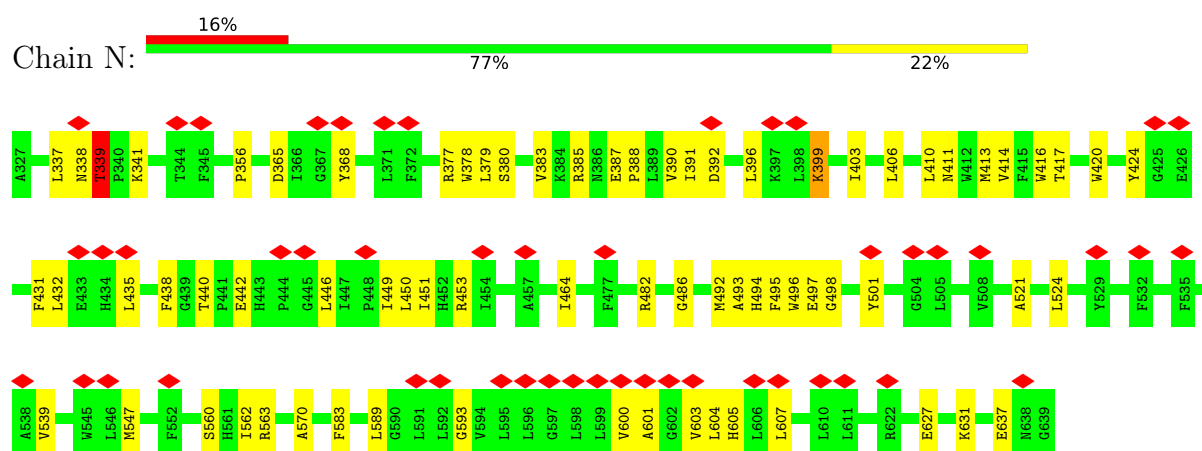 16%
Chain N:
77% 22%
A327 L337 N338 T339 P340 K341 T344 F345 P356 D365 I366 G367 Y368 L371 F372 R377 W378 L379 S380 V383 K384 R385 N386 E387 P388 L389 V390 I391 D392 L396 K397 L398 K399 I403 L406 L410 N411 W412 M413 V414 F415 W416 T417 W420 Y424 G425 E426
F431 L432 E433 H434 L435 F438 G439 T440 P441 E442 H443 P444 G445 L446 I447 P448 I449 L450 I451 H452 R453 I454 A457 I464 F477 R482 G486 M492 A493 H494 F495 W496 E497 G498 Y501 G504 L505 V508 A521 L524 Y529 F532 F535
A538 V539 W545 L546 M547 F552 S560 H561 I562 R563 A570 F583 L589 G590 L591 L592 G593 V594 L595 L596 G597 L598 L599 V600 A601 G602 V603 L604 H605 L606 L607 L610 L611 R622 E627 K631 E637 N638 G639